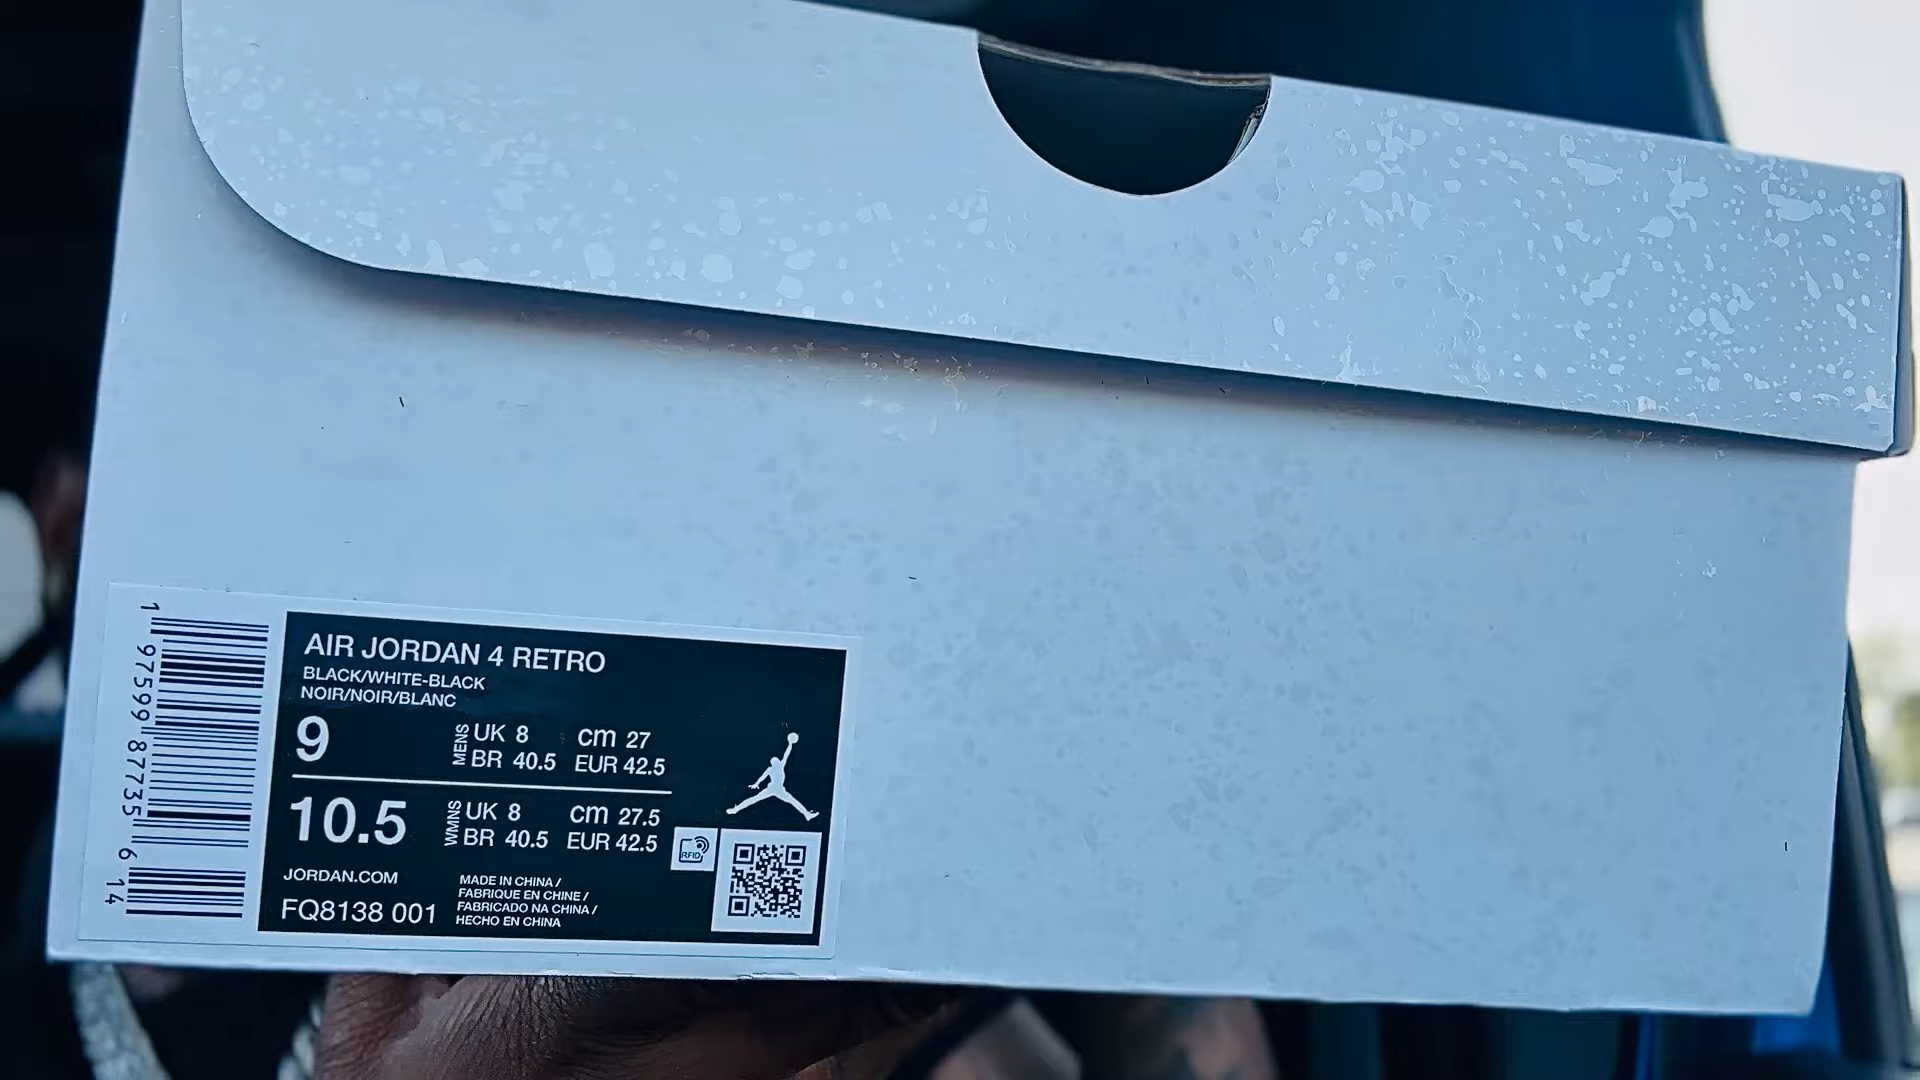 1 97599 87735 6 14
AIR JORDAN 4 RETRO
BLACK/WHITE-BLACK
NOIR/NOIR/BLANC
9 MENS UK 8 cm 27
BR 40.5 EUR 42.5
10.5 WMNS UK 8 cm 27.5
BR 40.5 EUR 42.5
RFID
JORDAN.COM
FQ8138 001
MADE IN CHINA /
FABRIQUE EN CHINE /
FABRICADO NA CHINA /
HECHO EN CHINA